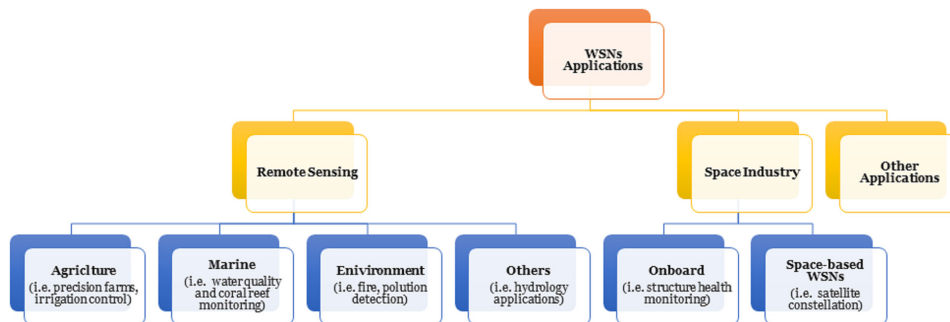 WSNs
Applications
Remote Sensing
Space Industry
Other
Applications
Agriclture
(i.e. precision farms,
irrigation control)
Marine
(i.e. water quality
and coral reef
monitoring)
Enivironment
(i.e. fire, polution
detection)
Others
(i.e. hydrology
applications)
Onboard
(i.e. structure health
monitoring)
Space-based
WSNs
(i.e. satellite
constellation)